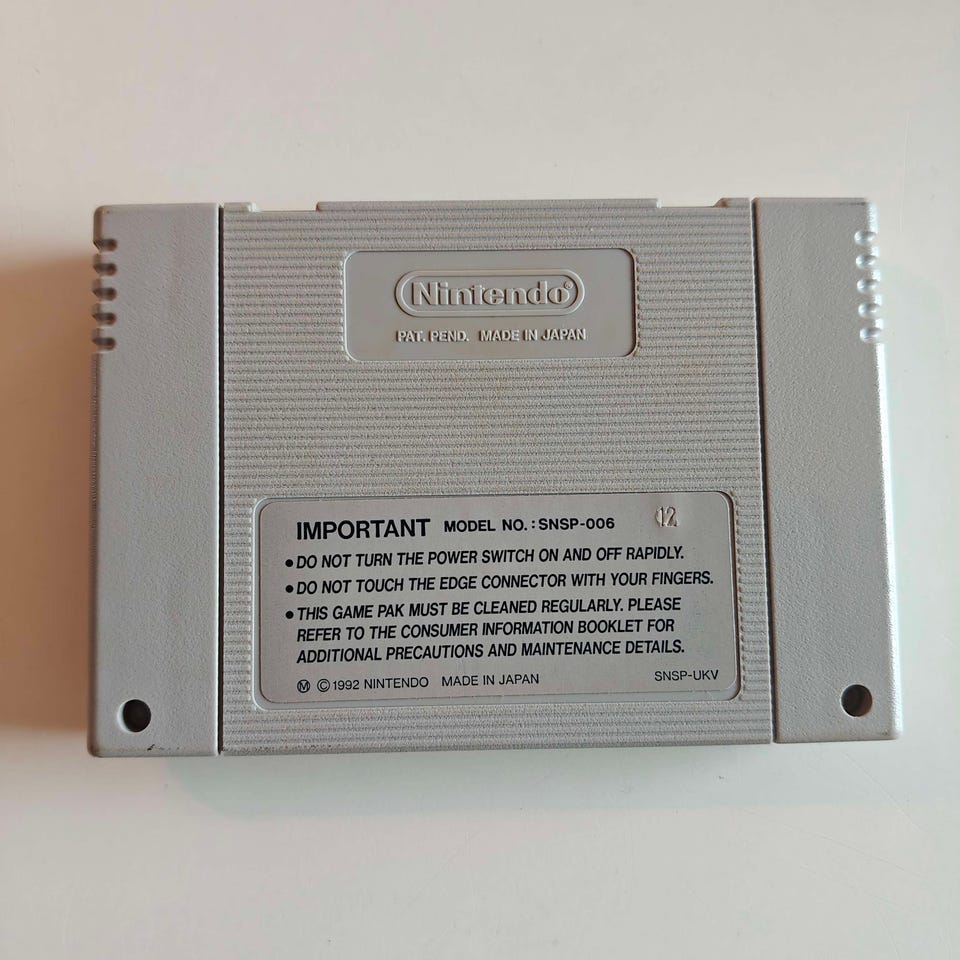 Nintendo®
PAT. PEND. MADE IN JAPAN
IMPORTANT MODEL NO.: SNSP-006
12
● DO NOT TURN THE POWER SWITCH ON AND OFF RAPIDLY.
● DO NOT TOUCH THE EDGE CONNECTOR WITH YOUR FINGERS.
● THIS GAME PAK MUST BE CLEANED REGULARLY. PLEASE
REFER TO THE CONSUMER INFORMATION BOOKLET FOR
ADDITIONAL PRECAUTIONS AND MAINTENANCE DETAILS.
Ⓜ ©1992 NINTENDO MADE IN JAPAN SNSP-UKV